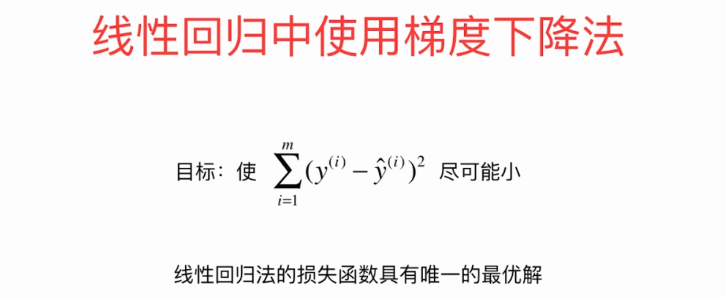 线性回归中使用梯度下降法
目标：使 $\sum_{i=1}^{m}(y^{(i)} - \hat{y}^{(i)})^2$ 尽可能小
线性回归法的损失函数具有唯一的最优解